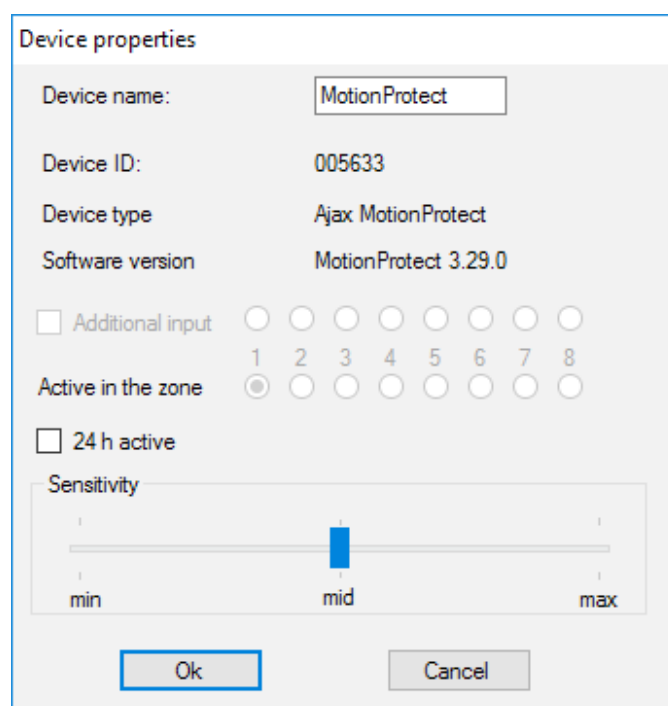 Device properties
Device name: MotionProtect
Device ID: 005633
Device type Ajax MotionProtect
Software version MotionProtect 3.29.0
Additional input
1 2 3 4 5 6 7 8
Active in the zone
24 h active
Sensitivity
min mid max
Ok Cancel